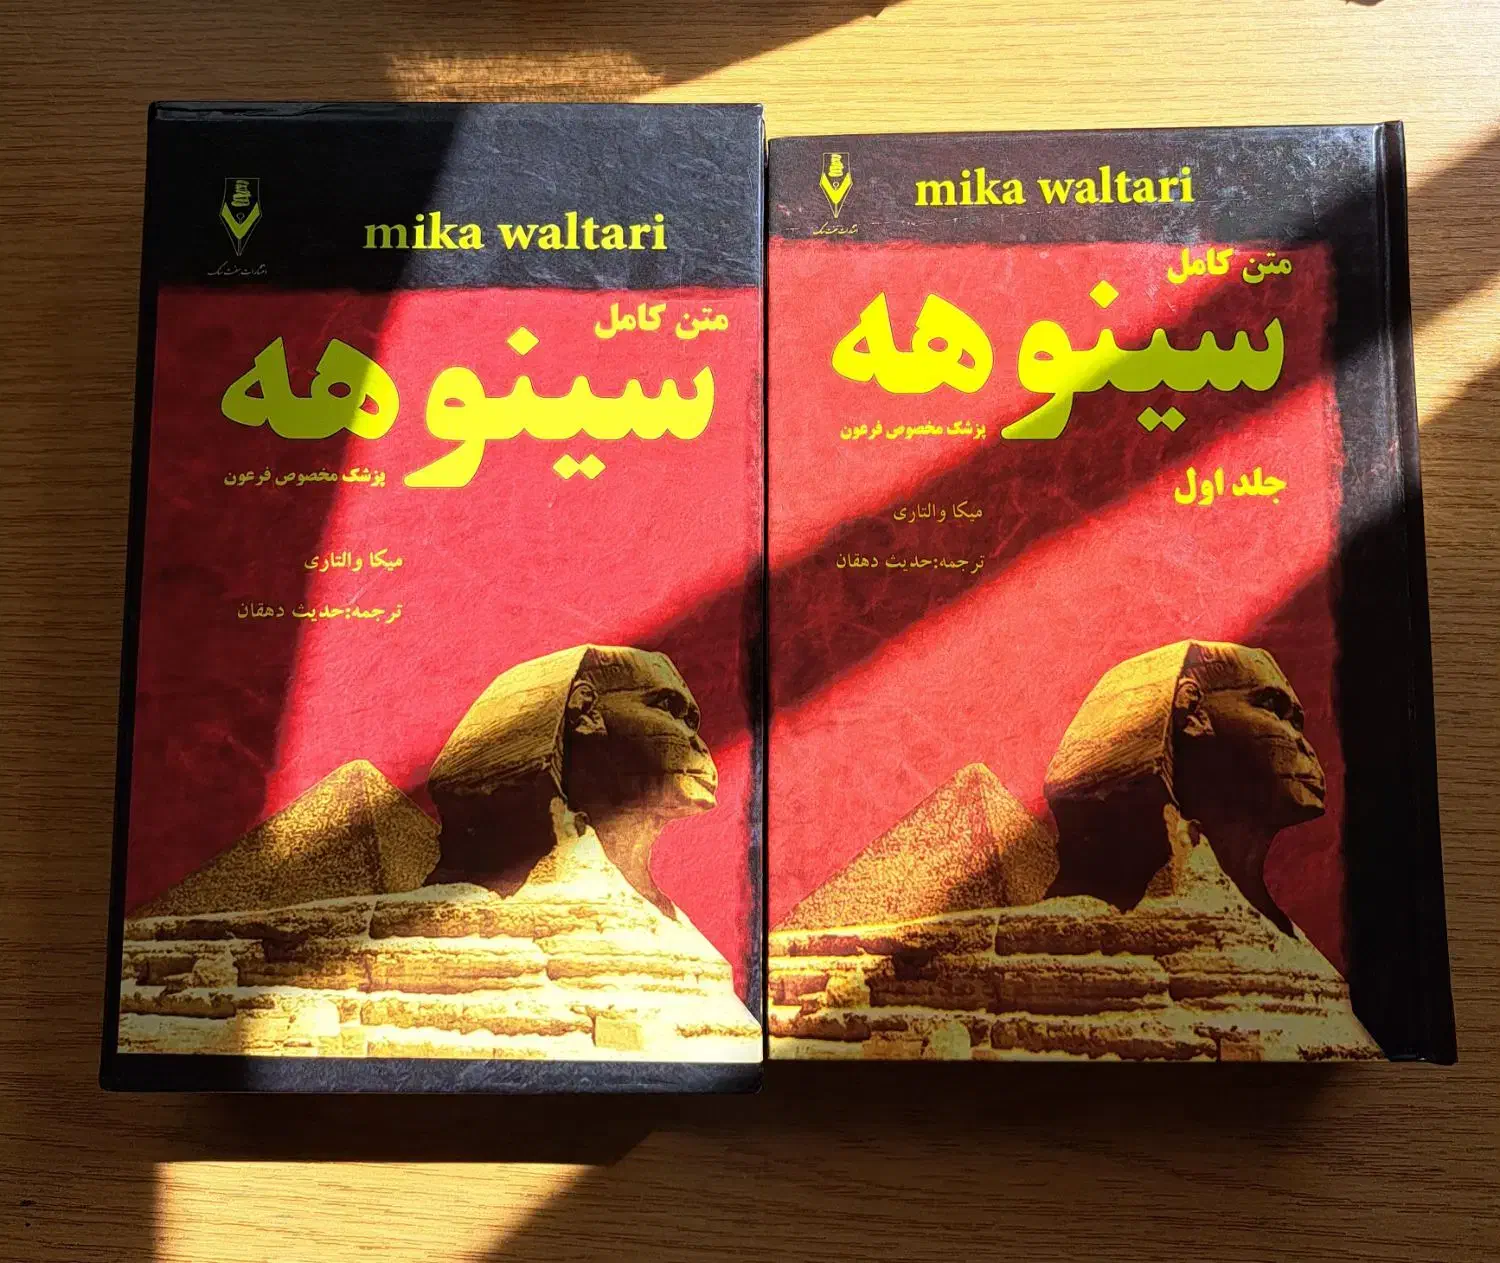 mika waltari
متن کامل
سینوهه
پزشک مخصوص فرعون
میکا والتاری
ترجمه:حدیث دهقان
mika waltari
متن کامل
سینوهه
پزشک مخصوص فرعون
جلد اول
میکا والتاری
ترجمه:حدیث دهقان